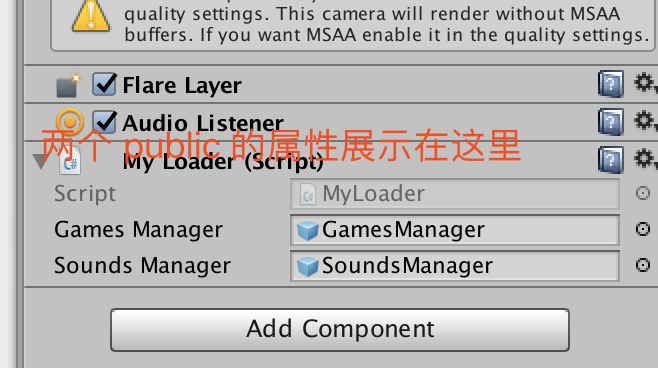 quality settings. This camera will render without MSAA
buffers. If you want MSAA enable it in the quality settings.
Flare Layer
Audio Listener
两个 public 的属性展示在这里
My Loader (Script)
Script MyLoader
Games Manager GamesManager
Sounds Manager SoundsManager
Add Component